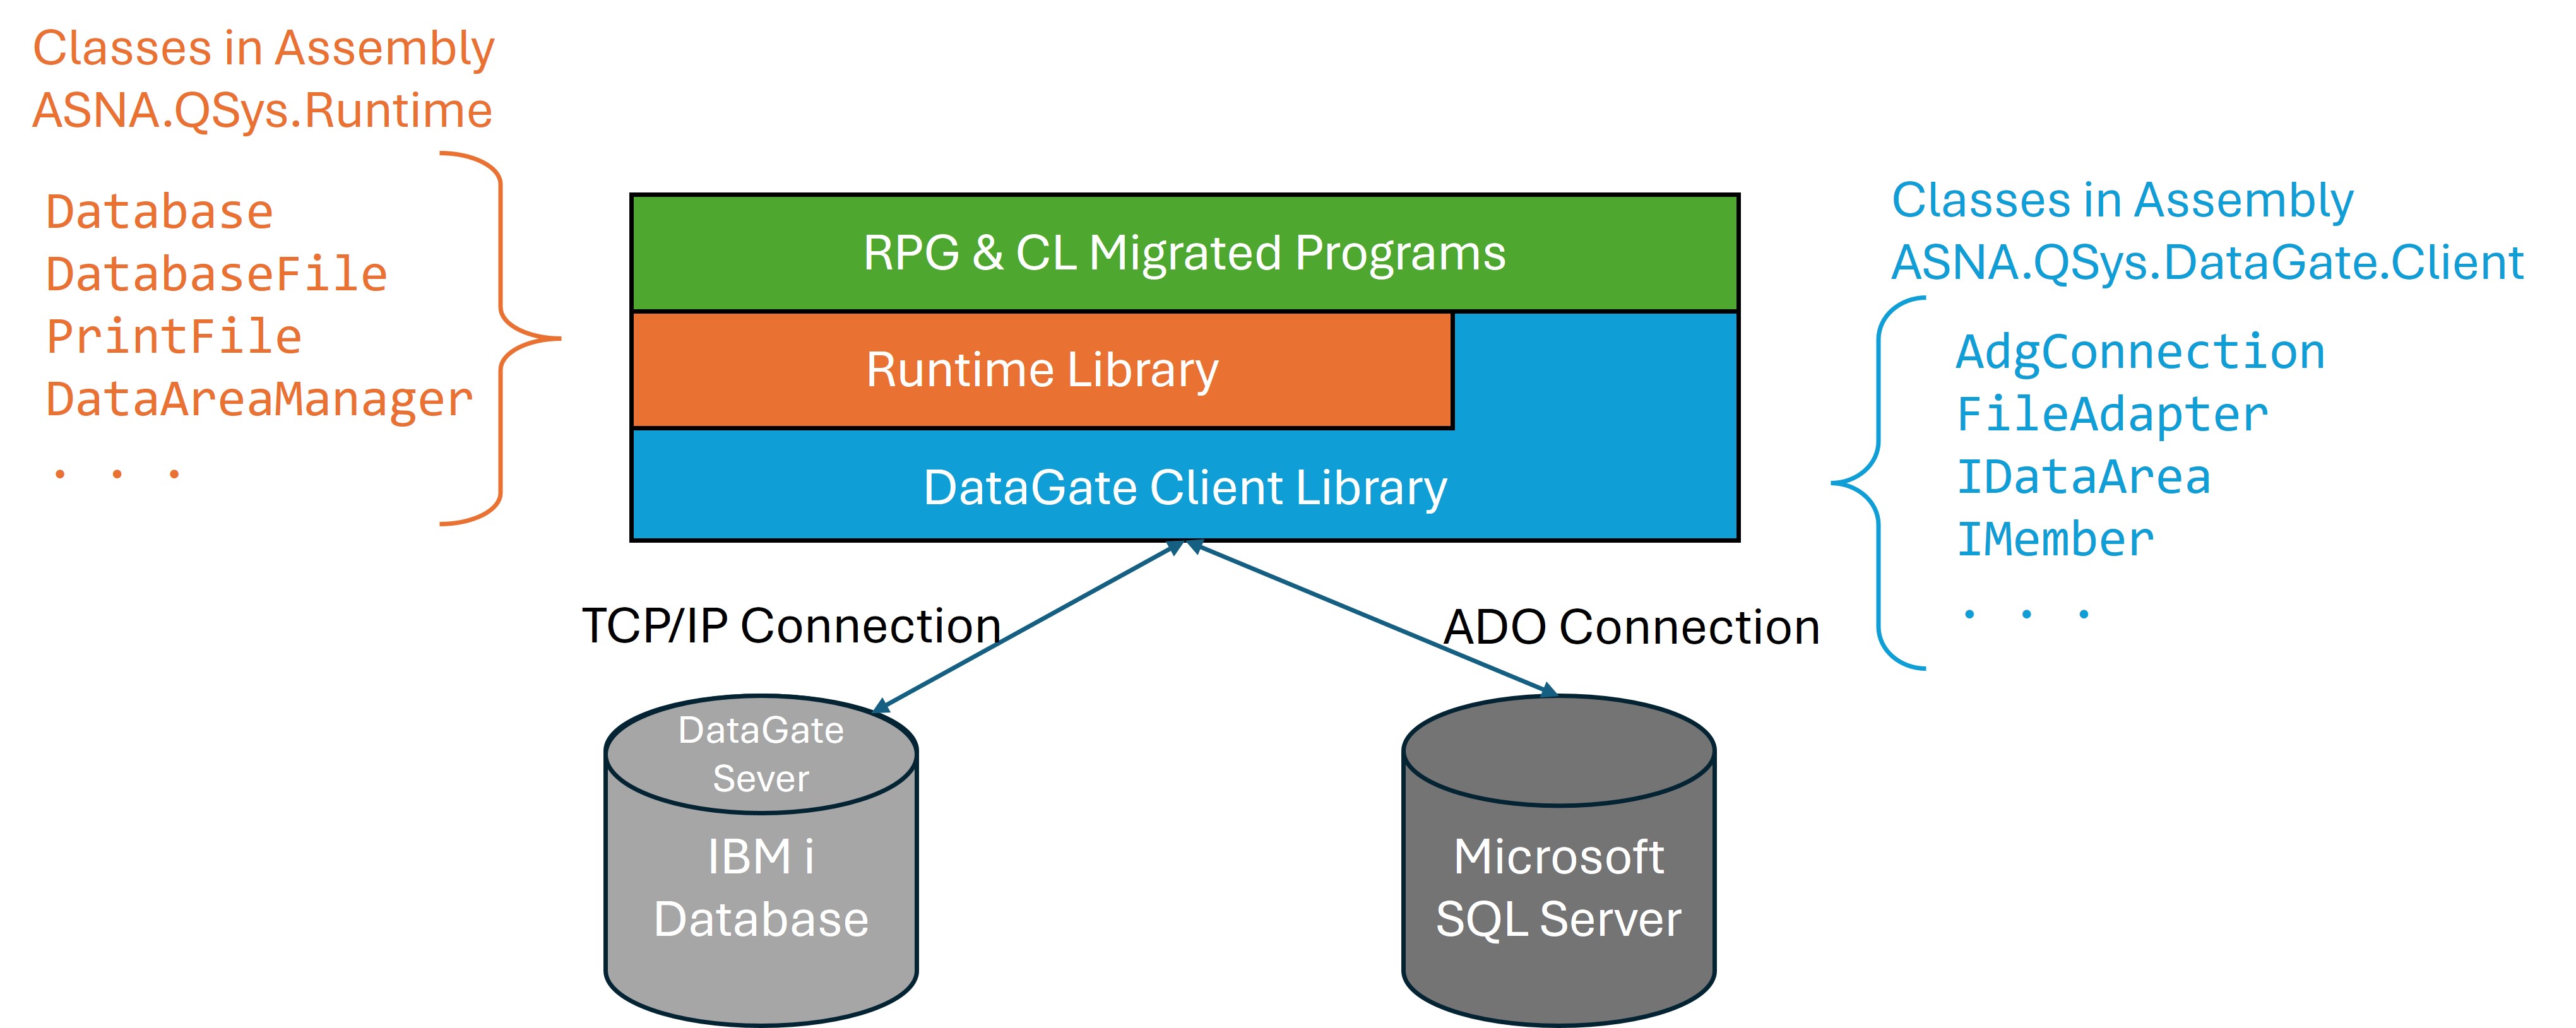 Classes in Assembly
ASNA.QSys.Runtime
Database
DatabaseFile
PrintFile
DataAreaManager
. . .
RPG & CL Migrated Programs
Runtime Library
DataGate Client Library
Classes in Assembly
ASNA.QSys.DataGate.Client
AdgConnection
FileAdapter
IDataArea
IMember
. . .
TCP/IP Connection
ADO Connection
DataGate
Sever
IBM i
Database
Microsoft
SQL Server